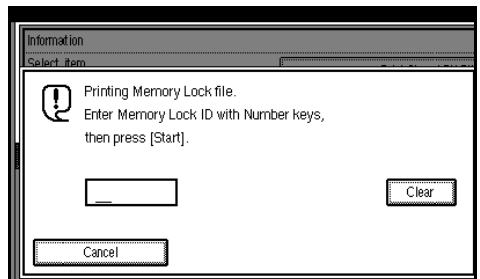 Information
Select item
Printing Memory Lock file.
Enter Memory Lock ID with Number keys,
then press [Start].
Clear
Cancel